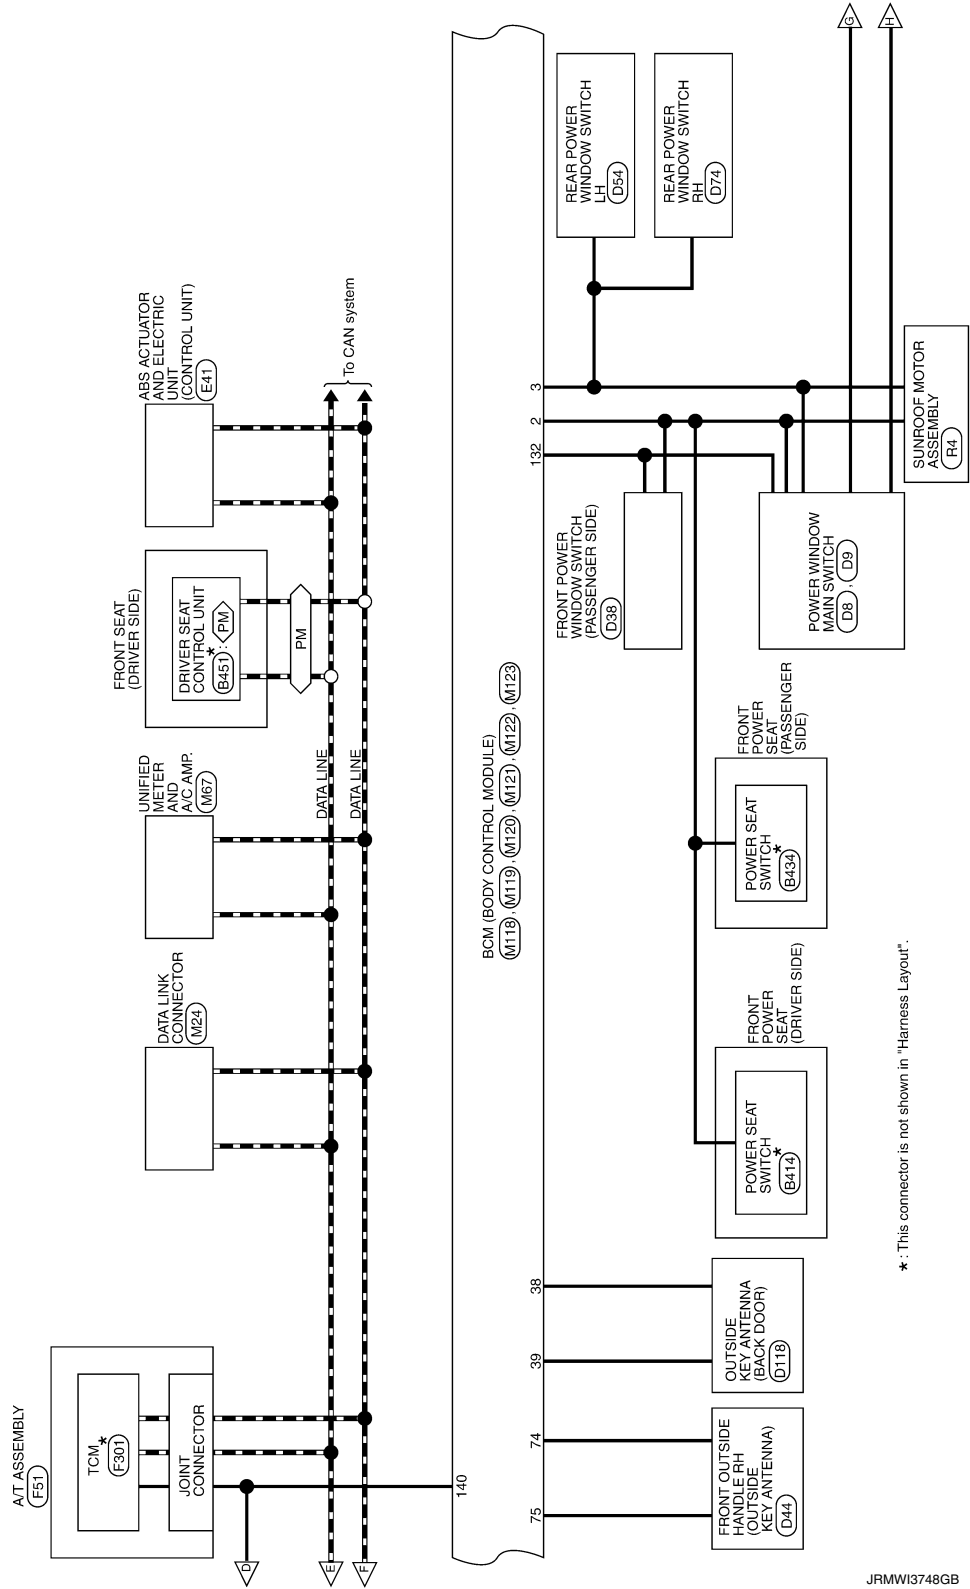 A/T ASSEMBLY
F51
TCM*
F301
JOINT
CONNECTOR
D
E
F
DATA LINK
CONNECTOR
M24
UNIFIED
METER
AND
A/C AMP.
M67
DATA LINE
DATA LINE
FRONT SEAT
(DRIVER SIDE)
DRIVER SEAT
CONTROL UNIT
*
B451 : PM
PM
ABS ACTUATOR
AND ELECTRIC
UNIT
(CONTROL UNIT)
E41
To CAN system
140
BCM (BODY CONTROL MODULE)
M118 , M119 , M120 , M121 , M122 , M123
75
74
39
38
132
2
3
FRONT OUTSIDE
HANDLE RH
(OUTSIDE
KEY ANTENNA)
D44
OUTSIDE
KEY ANTENNA
(BACK DOOR)
D118
FRONT
POWER
SEAT
(DRIVER SIDE)
POWER SEAT
SWITCH
*
B414
FRONT
POWER
SEAT
(PASSENGER
SIDE)
POWER SEAT
SWITCH
*
B434
FRONT POWER
WINDOW SWITCH
(PASSENGER SIDE)
D38
POWER WINDOW
MAIN SWITCH
D8 , D9
REAR POWER
WINDOW SWITCH
LH
D54
REAR POWER
WINDOW SWITCH
RH
D74
SUNROOF MOTOR
ASSEMBLY
R4
G
H
* : This connector is not shown in "Harness Layout".
JRMWI3748GB